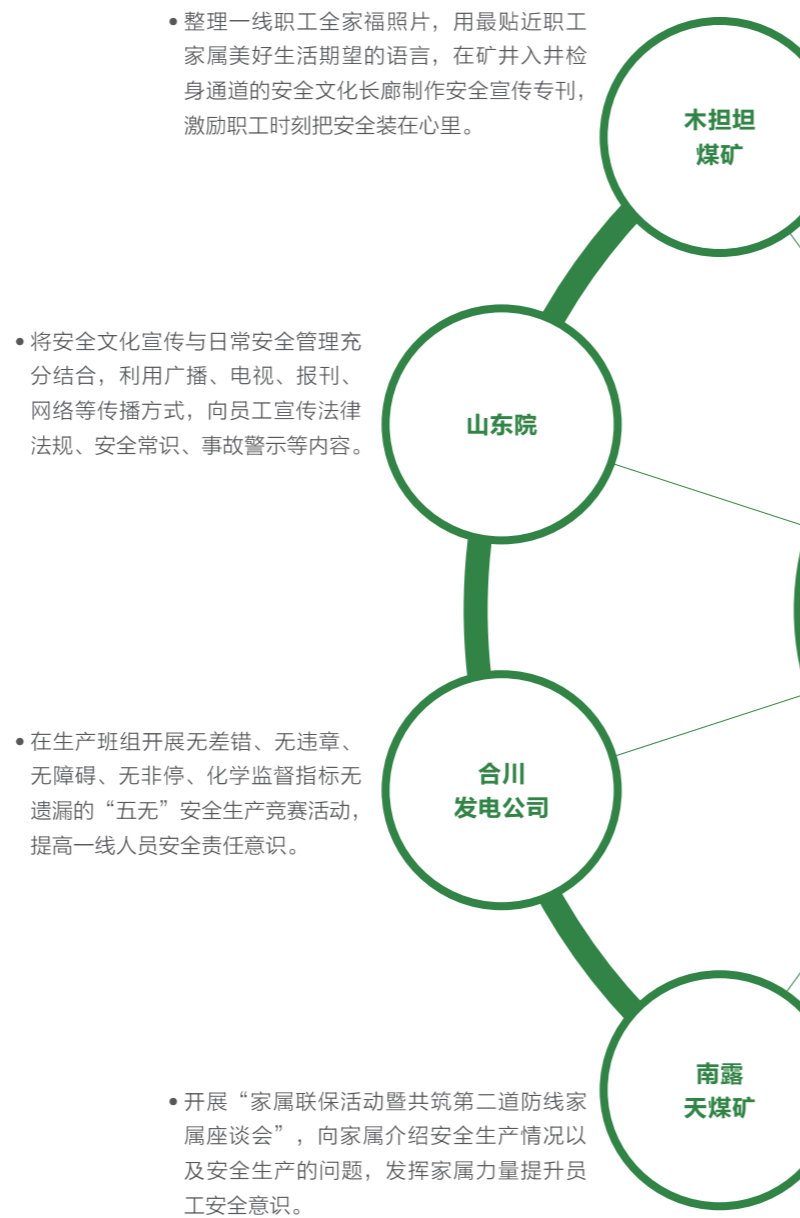 • 整理一线职工全家福照片，用最贴近职工
家属美好生活期望的语言，在矿井入井检
身通道的安全文化长廊制作安全宣传专刊，
激励职工时刻把安全装在心里。
木担坦
煤矿
• 将安全文化宣传与日常安全管理充
分结合，利用广播、电视、报刊、
网络等传播方式，向员工宣传法律
法规、安全常识、事故警示等内容。
山东院
• 在生产班组开展无差错、无违章、
无障碍、无非停、化学监督指标无
遗漏的“五无”安全生产竞赛活动，
提高一线人员安全责任意识。
合川
发电公司
• 开展“家属联保活动暨共筑第二道防线家
属座谈会”，向家属介绍安全生产情况以
及安全生产的问题，发挥家属力量提升员
工安全意识。
南露
天煤矿